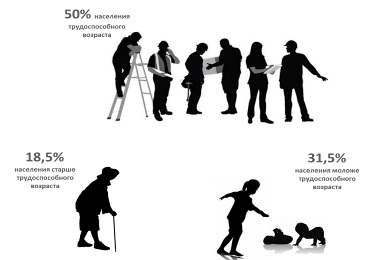 50% населения
трудоспособного
возраста
18,5%
населения старше
трудоспособного
возраста
31,5%
населения моложе
трудоспособного
возраста